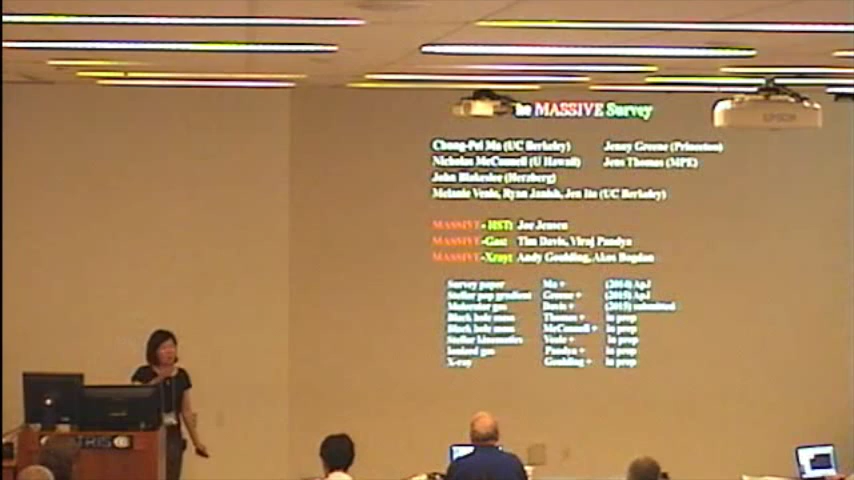 he MASSIVE Survey
EPSON
Chung-Pei Ma (UC Berkeley) Jenny Greene (Princeton)
Nicholas McConnell (U Hawaii) Jens Thomas (MPE)
John Blakeslee (Herzberg)
Melanie Veale, Ryan Janish, Jen Ito (UC Berkeley)
MASSIVE - HST: Joe Jensen
MASSIVE -Gas: Tim Davis, Viraj Pandya
MASSIVE -Xray: Andy Goulding, Akos Bogdan
Survey paper Ma + (2014) ApJ
Stellar pop gradient Greene + (2015) ApJ
Molecular gas Davis + (2015) submitted
Black hole mass Thomas + in prep
Black hole mass McConnell + in prep
Stellar kinematics Veale + in prep
Ionized gas Pandya + in prep
X-ray Goulding + in prep
TRIS